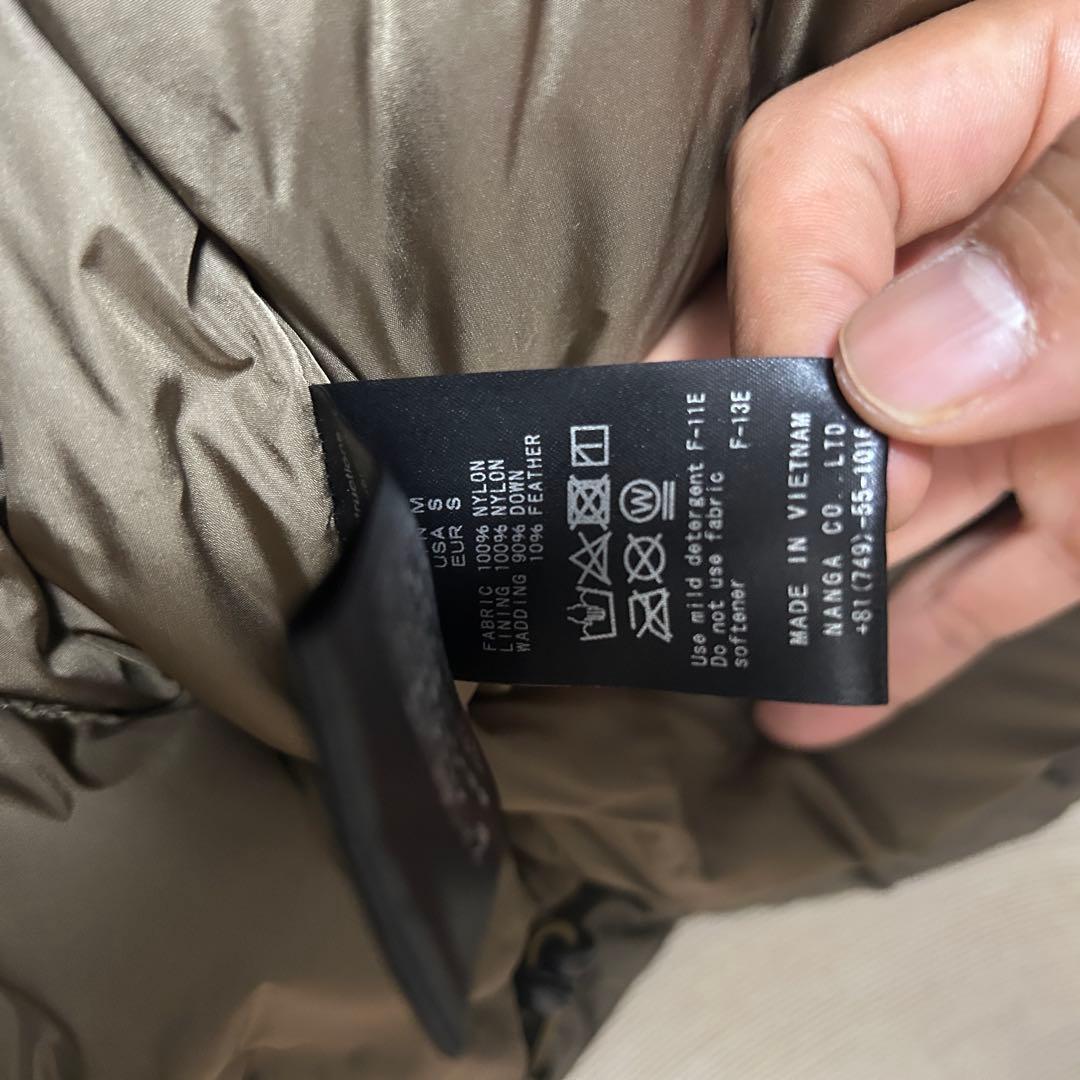 M
USA S
EUR S
FABRIC 100% NYLON
LINING 100% NYLON
WADDING 90% DOWN
10% FEATHER
W
Use mild detergent F-11E
Do not use fabric F-13E
softener
MADE IN VIETNAM
NANGA CO., LTD.
+81(749)-55-1016